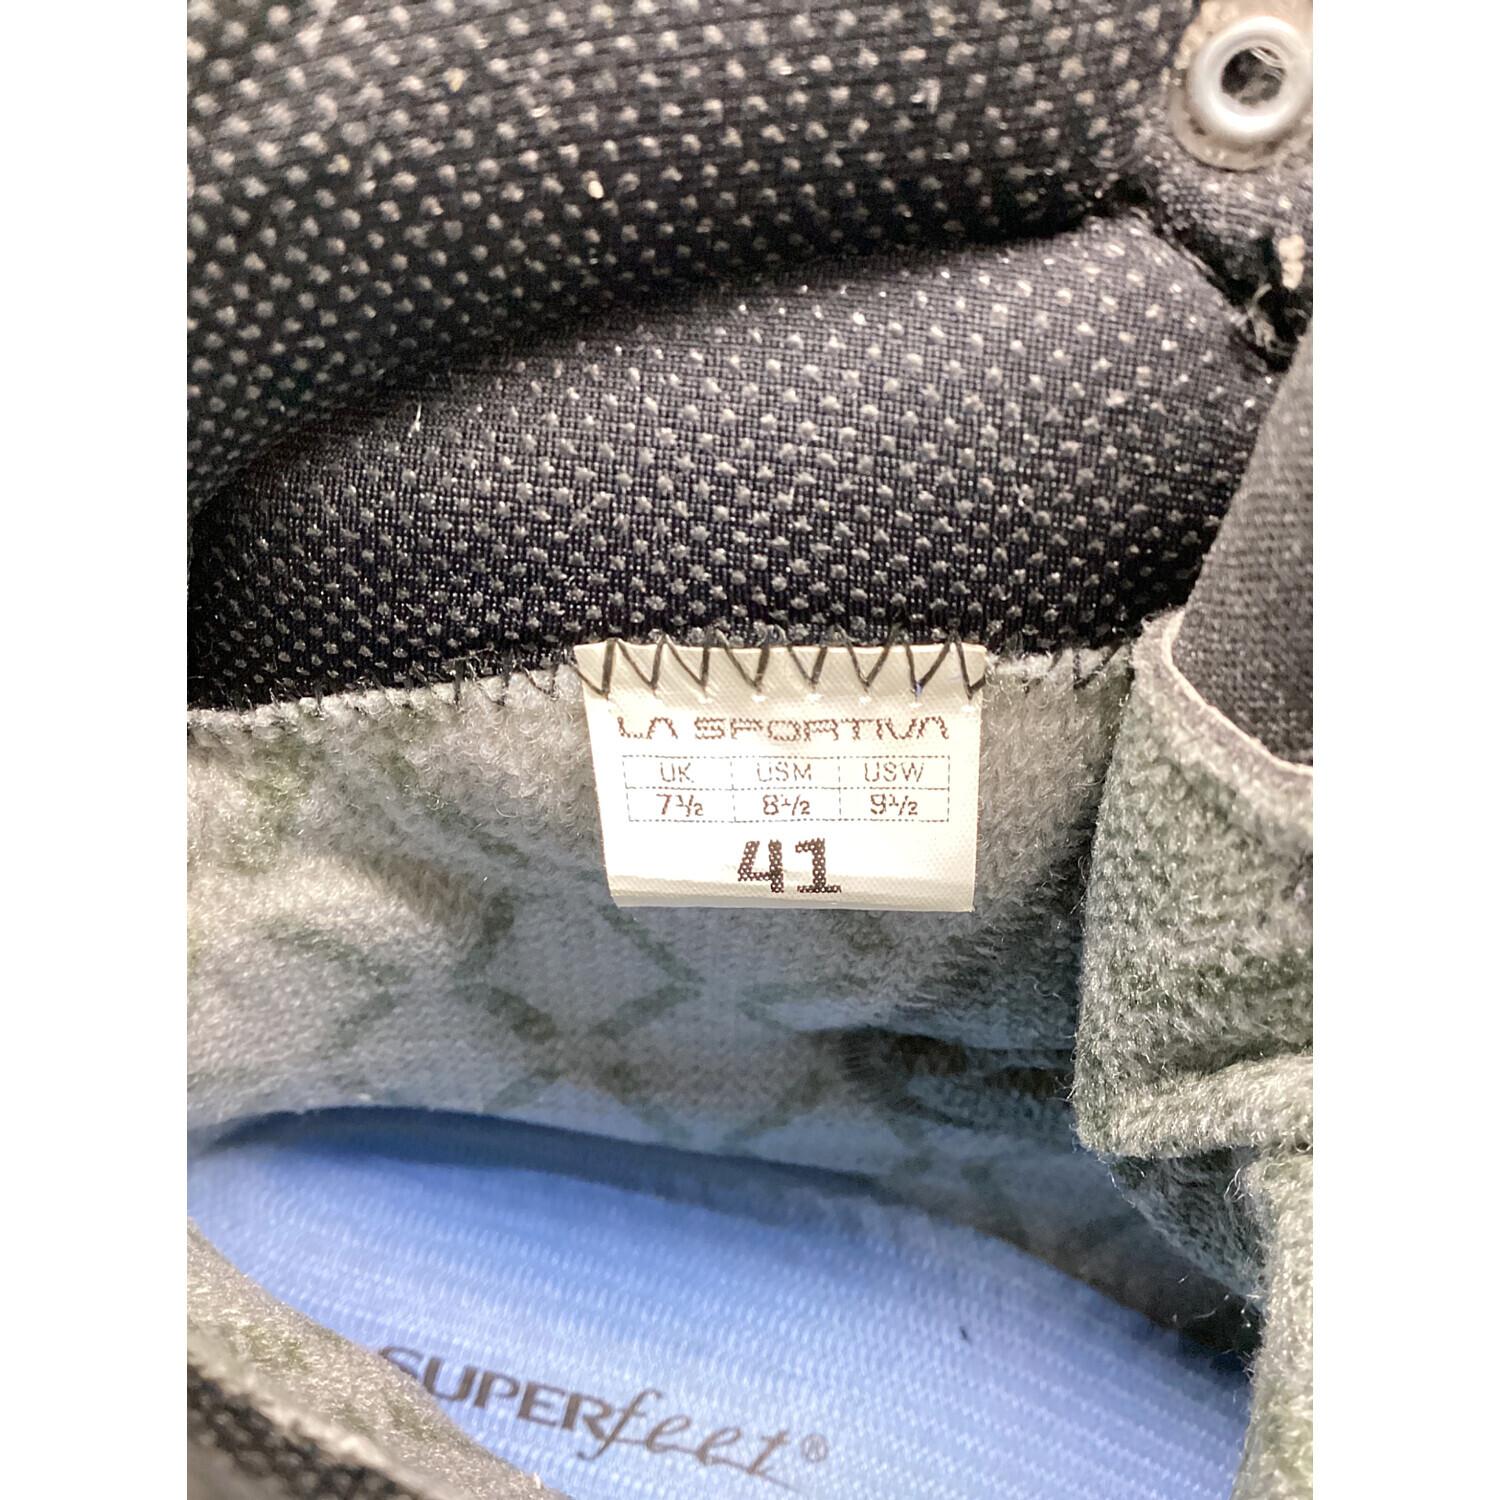 LA SPORTIVA
UK USM USW
7½ 8½ 9½
41
SUPERfeet®